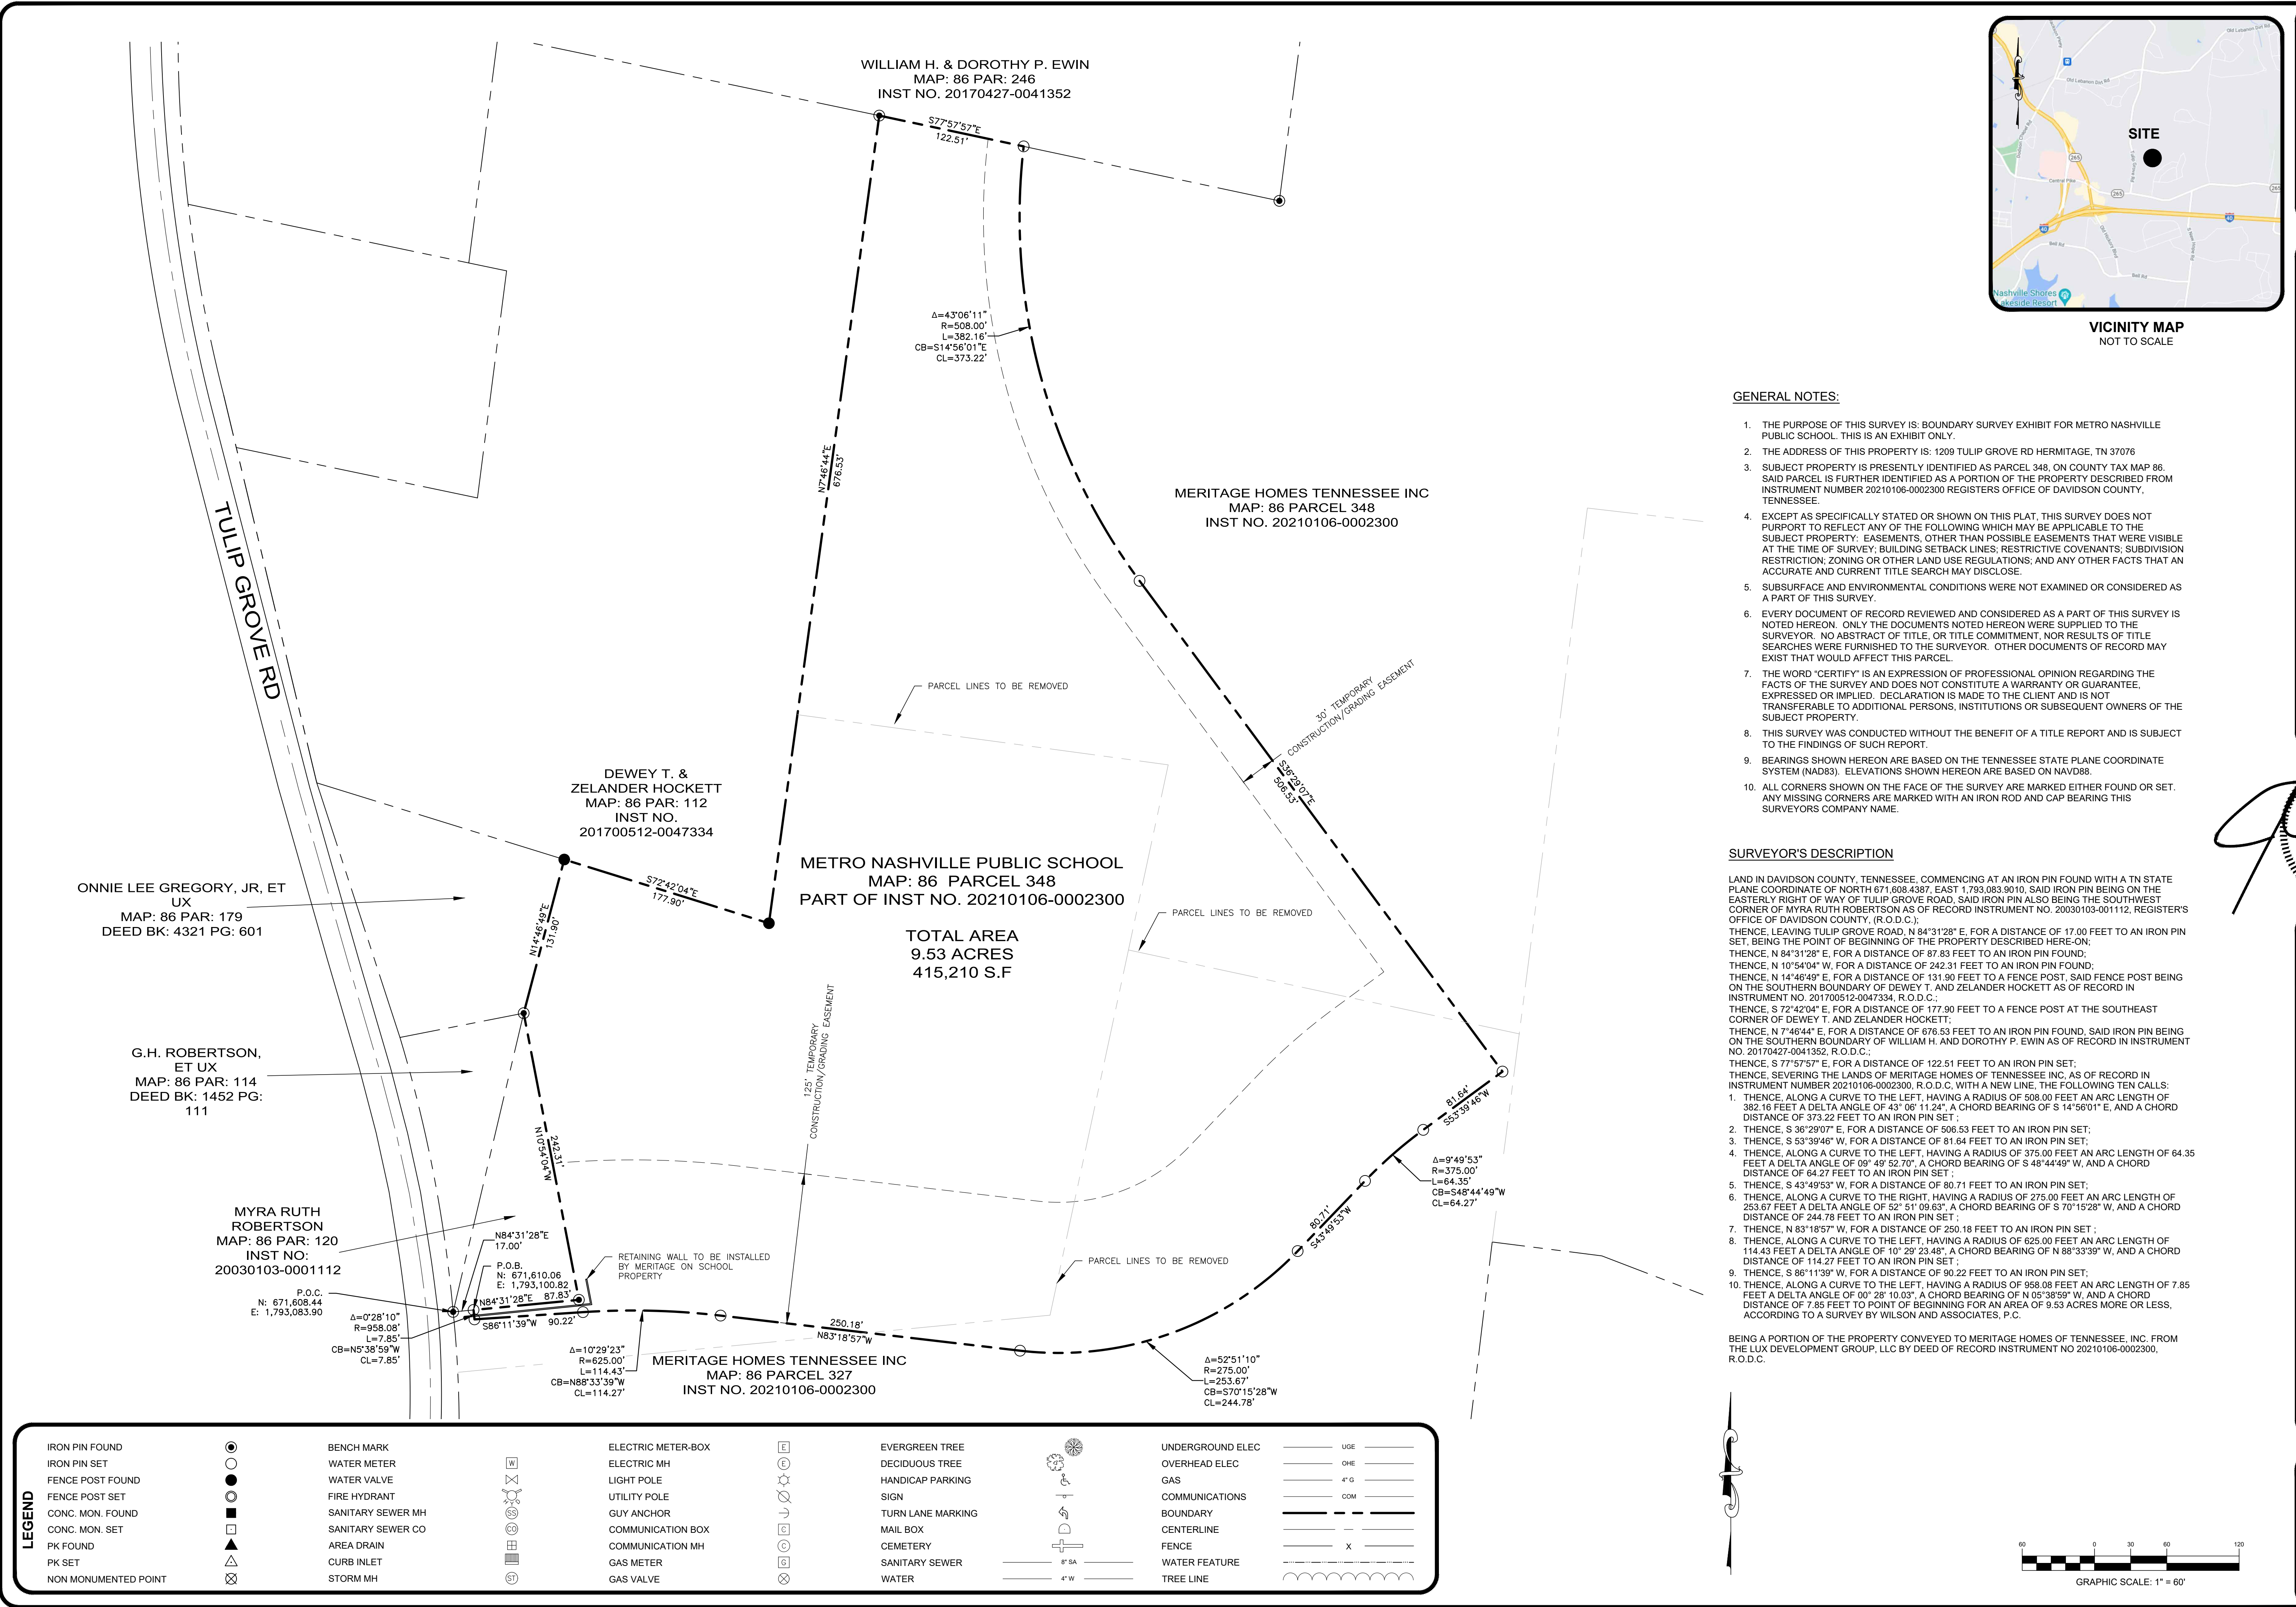 WILLIAM H. & DOROTHY P. EWIN
MAP: 86 PAR: 246
INST NO. 20170427-0041352
S77°57'57"E
122.51'
Δ=43°06'11"
R=508.00'
L=382.16'
CB=S14°56'01"E
CL=373.22'
N7°46'44"E
676.53'
MERITAGE HOMES TENNESSEE INC
MAP: 86 PARCEL 348
INST NO. 20210106-0002300
TULIP GROVE RD
PARCEL LINES TO BE REMOVED
30' TEMPORARY
CONSTRUCTION/GRADING EASEMENT
S36°29'07"E
506.53'
DEWEY T. &
ZELANDER HOCKETT
MAP: 86 PAR: 112
INST NO.
201700512-0047334
S72°42'04"E
177.90'
METRO NASHVILLE PUBLIC SCHOOL
MAP: 86 PARCEL 348
PART OF INST NO. 20210106-0002300
TOTAL AREA
9.53 ACRES
415,210 S.F
ONNIE LEE GREGORY, JR, ET
UX
MAP: 86 PAR: 179
DEED BK: 4321 PG: 601
N14°46'49"E
131.90'
PARCEL LINES TO BE REMOVED
125' TEMPORARY
CONSTRUCTION/GRADING EASEMENT
G.H. ROBERTSON,
ET UX
MAP: 86 PAR: 114
DEED BK: 1452 PG:
111
242.31'
N10°54'04"W
81.64'
S53°39'46"W
Δ=9°49'53"
R=375.00'
L=64.35'
CB=S48°44'49"W
CL=64.27'
80.71'
S43°49'53"W
MYRA RUTH
ROBERTSON
MAP: 86 PAR: 120
INST NO:
20030103-0001112
N84°31'28"E
17.00'
P.O.B.
N: 671,610.06
E: 1,793,100.82
RETAINING WALL TO BE INSTALLED
BY MERITAGE ON SCHOOL
PROPERTY
PARCEL LINES TO BE REMOVED
P.O.C.
N: 671,608.44
E: 1,793,083.90
N84°31'28"E 87.83'
S86°11'39"W 90.22'
Δ=0°28'10"
R=958.08'
L=7.85'
CB=N5°38'59"W
CL=7.85'
250.18'
N83°18'57"W
Δ=10°29'23"
R=625.00'
L=114.43'
CB=N88°33'39"W
CL=114.27'
MERITAGE HOMES TENNESSEE INC
MAP: 86 PARCEL 327
INST NO. 20210106-0002300
Δ=52°51'10"
R=275.00'
L=253.67'
CB=S70°15'28"W
CL=244.78'
Old Lebanon Dirt Rd
Old Lebanon Dirt Rd
SITE
Tulip Grove Rd
265
Central Pike
265
265
40
40
Bell Rd
Old Hickory Blvd
S New Hope Rd
Bell Rd
Nashville Shores
Lakeside Resort
VICINITY MAP
NOT TO SCALE
GENERAL NOTES:
1. THE PURPOSE OF THIS SURVEY IS: BOUNDARY SURVEY EXHIBIT FOR METRO NASHVILLE
PUBLIC SCHOOL. THIS IS AN EXHIBIT ONLY.
2. THE ADDRESS OF THIS PROPERTY IS: 1209 TULIP GROVE RD HERMITAGE, TN 37076
3. SUBJECT PROPERTY IS PRESENTLY IDENTIFIED AS PARCEL 348, ON COUNTY TAX MAP 86.
SAID PARCEL IS FURTHER IDENTIFIED AS A PORTION OF THE PROPERTY DESCRIBED FROM
INSTRUMENT NUMBER 20210106-0002300 REGISTERS OFFICE OF DAVIDSON COUNTY,
TENNESSEE.
4. EXCEPT AS SPECIFICALLY STATED OR SHOWN ON THIS PLAT, THIS SURVEY DOES NOT
PURPORT TO REFLECT ANY OF THE FOLLOWING WHICH MAY BE APPLICABLE TO THE
SUBJECT PROPERTY: EASEMENTS, OTHER THAN POSSIBLE EASEMENTS THAT WERE VISIBLE
AT THE TIME OF SURVEY; BUILDING SETBACK LINES; RESTRICTIVE COVENANTS; SUBDIVISION
RESTRICTION; ZONING OR OTHER LAND USE REGULATIONS; AND ANY OTHER FACTS THAT AN
ACCURATE AND CURRENT TITLE SEARCH MAY DISCLOSE.
5. SUBSURFACE AND ENVIRONMENTAL CONDITIONS WERE NOT EXAMINED OR CONSIDERED AS
A PART OF THIS SURVEY.
6. EVERY DOCUMENT OF RECORD REVIEWED AND CONSIDERED AS A PART OF THIS SURVEY IS
NOTED HEREON. ONLY THE DOCUMENTS NOTED HEREON WERE SUPPLIED TO THE
SURVEYOR. NO ABSTRACT OF TITLE, OR TITLE COMMITMENT, NOR RESULTS OF TITLE
SEARCHES WERE FURNISHED TO THE SURVEYOR. OTHER DOCUMENTS OF RECORD MAY
EXIST THAT WOULD AFFECT THIS PARCEL.
7. THE WORD "CERTIFY" IS AN EXPRESSION OF PROFESSIONAL OPINION REGARDING THE
FACTS OF THE SURVEY AND DOES NOT CONSTITUTE A WARRANTY OR GUARANTEE,
EXPRESSED OR IMPLIED. DECLARATION IS MADE TO THE CLIENT AND IS NOT
TRANSFERABLE TO ADDITIONAL PERSONS, INSTITUTIONS OR SUBSEQUENT OWNERS OF THE
SUBJECT PROPERTY.
8. THIS SURVEY WAS CONDUCTED WITHOUT THE BENEFIT OF A TITLE REPORT AND IS SUBJECT
TO THE FINDINGS OF SUCH REPORT.
9. BEARINGS SHOWN HEREON ARE BASED ON THE TENNESSEE STATE PLANE COORDINATE
SYSTEM (NAD83). ELEVATIONS SHOWN HEREON ARE BASED ON NAVD88.
10. ALL CORNERS SHOWN ON THE FACE OF THE SURVEY ARE MARKED EITHER FOUND OR SET.
ANY MISSING CORNERS ARE MARKED WITH AN IRON ROD AND CAP BEARING THIS
SURVEYORS COMPANY NAME.
SURVEYOR'S DESCRIPTION
LAND IN DAVIDSON COUNTY, TENNESSEE, COMMENCING AT AN IRON PIN FOUND WITH A TN STATE
PLANE COORDINATE OF NORTH 671,608.4387, EAST 1,793,083.9010, SAID IRON PIN BEING ON THE
EASTERLY RIGHT OF WAY OF TULIP GROVE ROAD, SAID IRON PIN ALSO BEING THE SOUTHWEST
CORNER OF MYRA RUTH ROBERTSON AS OF RECORD INSTRUMENT NO. 20030103-001112, REGISTER'S
OFFICE OF DAVIDSON COUNTY, (R.O.D.C.);
THENCE, LEAVING TULIP GROVE ROAD, N 84°31'28" E, FOR A DISTANCE OF 17.00 FEET TO AN IRON PIN
SET, BEING THE POINT OF BEGINNING OF THE PROPERTY DESCRIBED HERE-ON;
THENCE, N 84°31'28" E, FOR A DISTANCE OF 87.83 FEET TO AN IRON PIN FOUND;
THENCE, N 10°54'04" W, FOR A DISTANCE OF 242.31 FEET TO AN IRON PIN FOUND;
THENCE, N 14°46'49" E, FOR A DISTANCE OF 131.90 FEET TO A FENCE POST, SAID FENCE POST BEING
ON THE SOUTHERN BOUNDARY OF DEWEY T. AND ZELANDER HOCKETT AS OF RECORD IN
INSTRUMENT NO. 201700512-0047334, R.O.D.C.;
THENCE, S 72°42'04" E, FOR A DISTANCE OF 177.90 FEET TO A FENCE POST AT THE SOUTHEAST
CORNER OF DEWEY T. AND ZELANDER HOCKETT;
THENCE, N 7°46'44" E, FOR A DISTANCE OF 676.53 FEET TO AN IRON PIN FOUND, SAID IRON PIN BEING
ON THE SOUTHERN BOUNDARY OF WILLIAM H. AND DOROTHY P. EWIN AS OF RECORD IN INSTRUMENT
NO. 20170427-0041352, R.O.D.C.;
THENCE, S 77°57'57" E, FOR A DISTANCE OF 122.51 FEET TO AN IRON PIN SET;
THENCE, SEVERING THE LANDS OF MERITAGE HOMES OF TENNESSEE INC, AS OF RECORD IN
INSTRUMENT NUMBER 20210106-0002300, R.O.D.C, WITH A NEW LINE, THE FOLLOWING TEN CALLS:
1. THENCE, ALONG A CURVE TO THE LEFT, HAVING A RADIUS OF 508.00 FEET AN ARC LENGTH OF
382.16 FEET A DELTA ANGLE OF 43° 06' 11.24", A CHORD BEARING OF S 14°56'01" E, AND A CHORD
DISTANCE OF 373.22 FEET TO AN IRON PIN SET ;
2. THENCE, S 36°29'07" E, FOR A DISTANCE OF 506.53 FEET TO AN IRON PIN SET;
3. THENCE, S 53°39'46" W, FOR A DISTANCE OF 81.64 FEET TO AN IRON PIN SET;
4. THENCE, ALONG A CURVE TO THE LEFT, HAVING A RADIUS OF 375.00 FEET AN ARC LENGTH OF 64.35
FEET A DELTA ANGLE OF 09° 49' 52.70", A CHORD BEARING OF S 48°44'49" W, AND A CHORD
DISTANCE OF 64.27 FEET TO AN IRON PIN SET ;
5. THENCE, S 43°49'53" W, FOR A DISTANCE OF 80.71 FEET TO AN IRON PIN SET;
6. THENCE, ALONG A CURVE TO THE RIGHT, HAVING A RADIUS OF 275.00 FEET AN ARC LENGTH OF
253.67 FEET A DELTA ANGLE OF 52° 51' 09.63", A CHORD BEARING OF S 70°15'28" W, AND A CHORD
DISTANCE OF 244.78 FEET TO AN IRON PIN SET ;
7. THENCE, N 83°18'57" W, FOR A DISTANCE OF 250.18 FEET TO AN IRON PIN SET ;
8. THENCE, ALONG A CURVE TO THE LEFT, HAVING A RADIUS OF 625.00 FEET AN ARC LENGTH OF
114.43 FEET A DELTA ANGLE OF 10° 29' 23.48", A CHORD BEARING OF N 88°33'39" W, AND A CHORD
DISTANCE OF 114.27 FEET TO AN IRON PIN SET ;
9. THENCE, S 86°11'39" W, FOR A DISTANCE OF 90.22 FEET TO AN IRON PIN SET;
10. THENCE, ALONG A CURVE TO THE LEFT, HAVING A RADIUS OF 958.08 FEET AN ARC LENGTH OF 7.85
FEET A DELTA ANGLE OF 00° 28' 10.03", A CHORD BEARING OF N 05°38'59" W, AND A CHORD
DISTANCE OF 7.85 FEET TO POINT OF BEGINNING FOR AN AREA OF 9.53 ACRES MORE OR LESS,
ACCORDING TO A SURVEY BY WILSON AND ASSOCIATES, P.C.
BEING A PORTION OF THE PROPERTY CONVEYED TO MERITAGE HOMES OF TENNESSEE, INC. FROM
THE LUX DEVELOPMENT GROUP, LLC BY DEED OF RECORD INSTRUMENT NO 20210106-0002300,
R.O.D.C.
LEGEND
IRON PIN FOUND
IRON PIN SET
FENCE POST FOUND
FENCE POST SET
CONC. MON. FOUND
CONC. MON. SET
PK FOUND
PK SET
NON MONUMENTED POINT
BENCH MARK
WATER METER W
WATER VALVE
FIRE HYDRANT
SANITARY SEWER MH SS
SANITARY SEWER CO CO
AREA DRAIN
CURB INLET
STORM MH ST
ELECTRIC METER-BOX E
ELECTRIC MH E
LIGHT POLE
UTILITY POLE
GUY ANCHOR
COMMUNICATION BOX C
COMMUNICATION MH C
GAS METER G
GAS VALVE
EVERGREEN TREE
DECIDUOUS TREE
HANDICAP PARKING
SIGN
TURN LANE MARKING
MAIL BOX
CEMETERY
SANITARY SEWER 8" SA
WATER 4" W
UNDERGROUND ELEC UGE
OVERHEAD ELEC OHE
GAS 4" G
COMMUNICATIONS COM
BOUNDARY
CENTERLINE
FENCE X
WATER FEATURE
TREE LINE
60 0 30 60 120
GRAPHIC SCALE: 1" = 60'